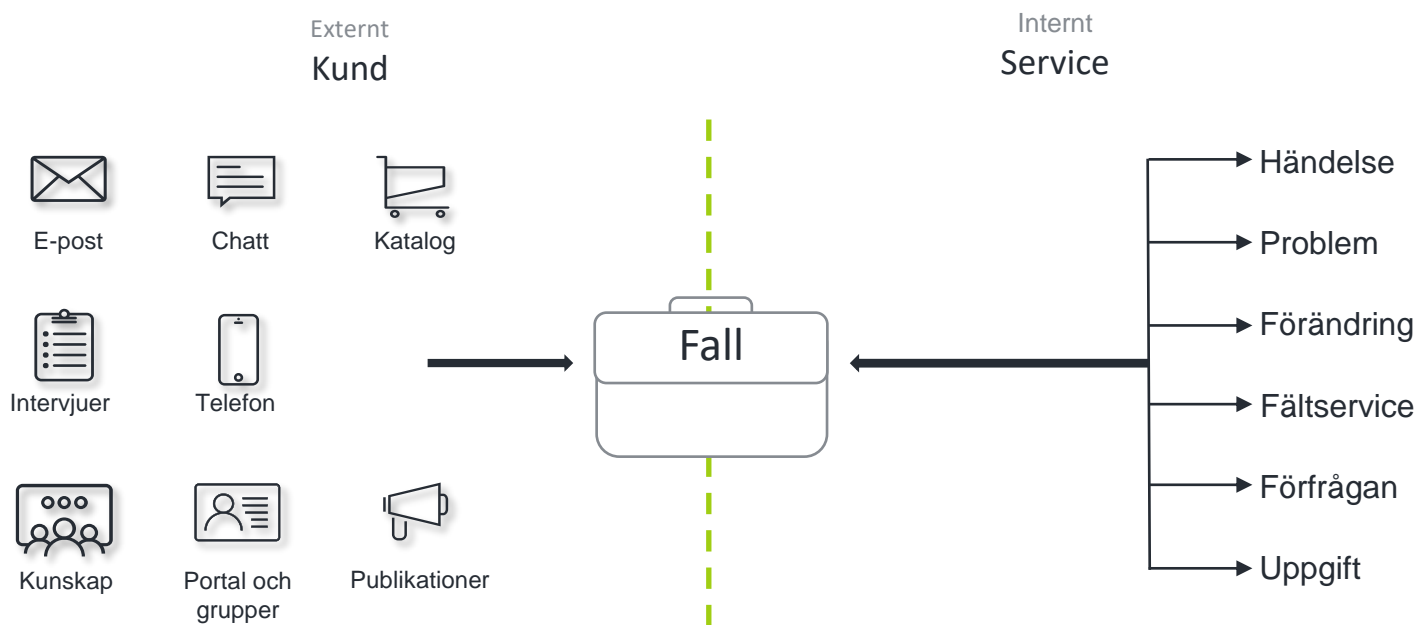 Externt
Kund
Internt
Service
E-post
Chatt
Katalog
Intervjuer
Telefon
Kunskap
Portal och
grupper
Publikationer
Fall
Händelse
Problem
Förändring
Fältservice
Förfrågan
Uppgift